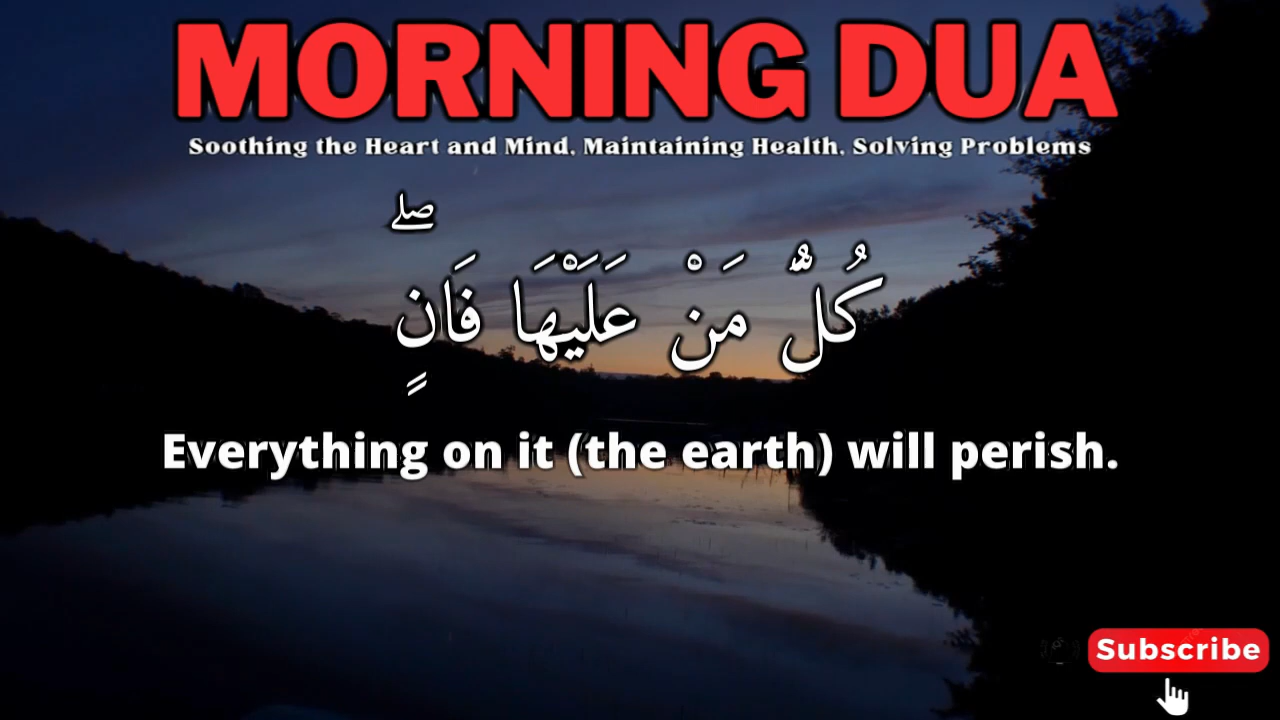 MORNING DUA
Soothing the Heart and Mind, Maintaining Health, Solving Problems
كُلُّ مَنْ عَلَيْهَا فَانٍۖ
Everything on it (the earth) will perish.
Subscribe